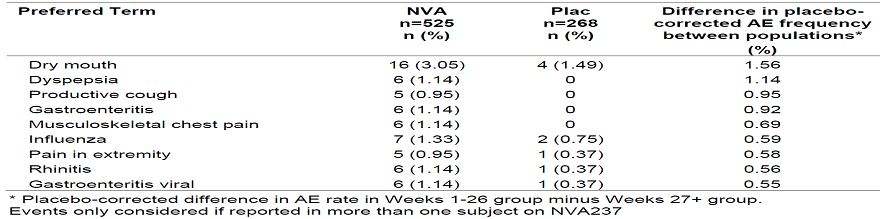 Preferred Term NVA Plac Difference in placebo-
n=525 n=268 corrected AE frequency
n (%) n (%) between populations*
(%)
Dry mouth 16 (3.05) 4 (1.49) 1.56
Dyspepsia 6 (1.14) 0 1.14
Productive cough 5 (0.95) 0 0.95
Gastroenteritis 6 (1.14) 0 0.92
Musculoskeletal chest pain 6 (1.14) 0 0.69
Influenza 7 (1.33) 2 (0.75) 0.59
Pain in extremity 5 (0.95) 1 (0.37) 0.58
Rhinitis 6 (1.14) 1 (0.37) 0.56
Gastroenteritis viral 6 (1.14) 1 (0.37) 0.55
* Placebo-corrected difference in AE rate in Weeks 1-26 group minus Weeks 27+ group.
Events only considered if reported in more than one subject on NVA237